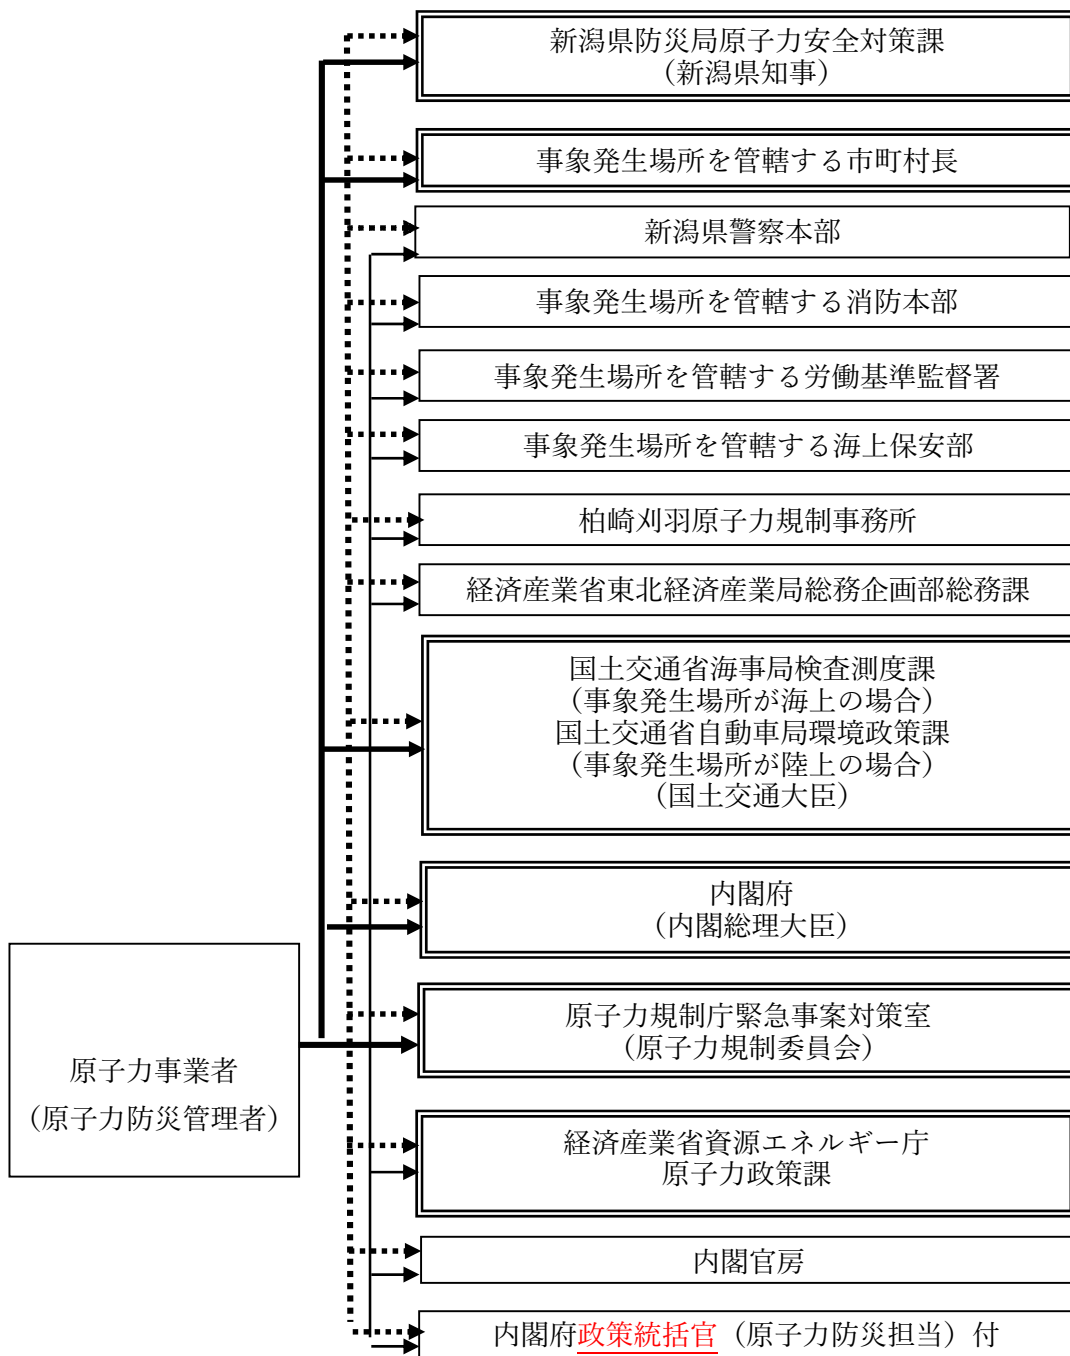 新潟県防災局原子力安全対策課
（新潟県知事）
事象発生場所を管轄する市町村長
新潟県警察本部
事象発生場所を管轄する消防本部
事象発生場所を管轄する労働基準監督署
事象発生場所を管轄する海上保安部
柏崎刈羽原子力規制事務所
経済産業省東北経済産業局総務企画部総務課
国土交通省海事局検査測度課
（事象発生場所が海上の場合）
国土交通省自動車局環境政策課
（事象発生場所が陸上の場合）
（国土交通大臣）
内閣府
（内閣総理大臣）
原子力事業者
（原子力防災管理者）
原子力規制庁緊急事案対策室
（原子力規制委員会）
経済産業省資源エネルギー庁
原子力政策課
内閣官房
内閣府政策統括官（原子力防災担当）付